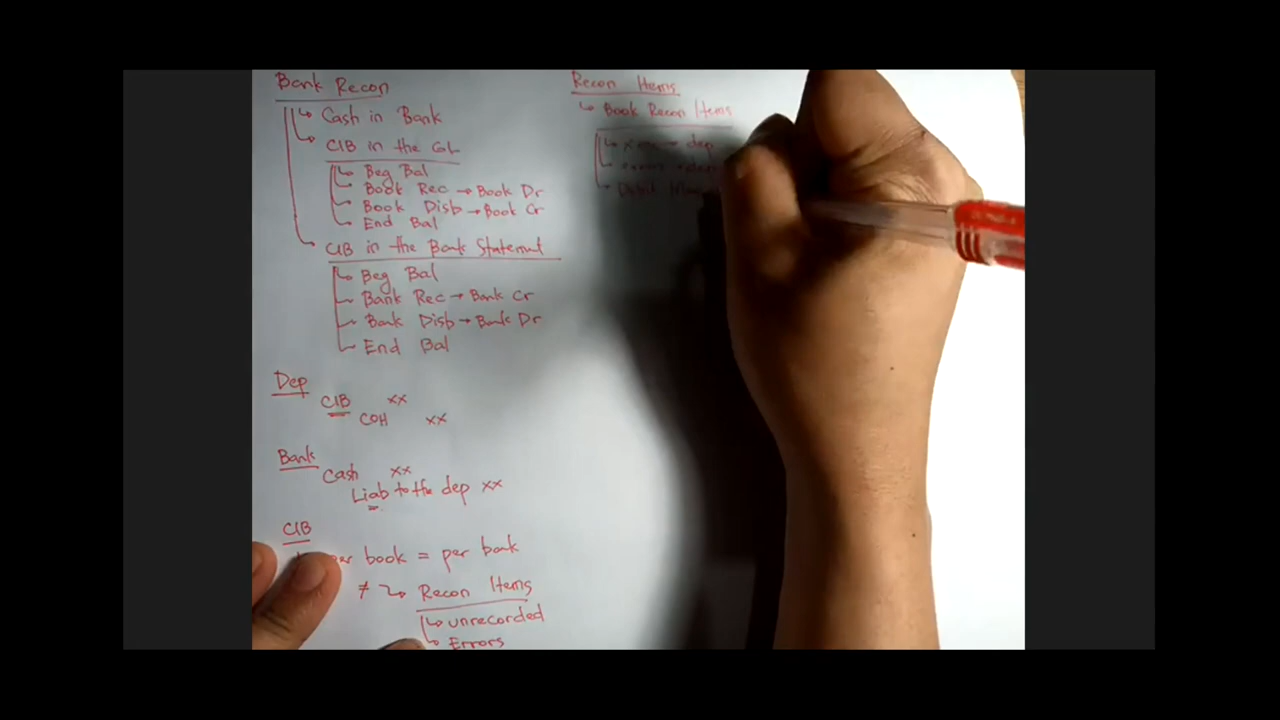 Bank Recon
Cash in Bank
CIB in the GL
Beg Bal
Book Rec → Book Dr
Book Disb → Book Cr
End Bal
CIB in the Bank Statement
Beg Bal
Bank Rec → Bank Cr
Bank Disb → Bank Dr
End Bal
Dep
CIB xx
COH xx
Bank
Cash xx
Liab to the dep xx
CIB
book = per bank
≠ Recon Items
unrecorded
Errors
Recon Items
Book Recon Items
dep
Debit